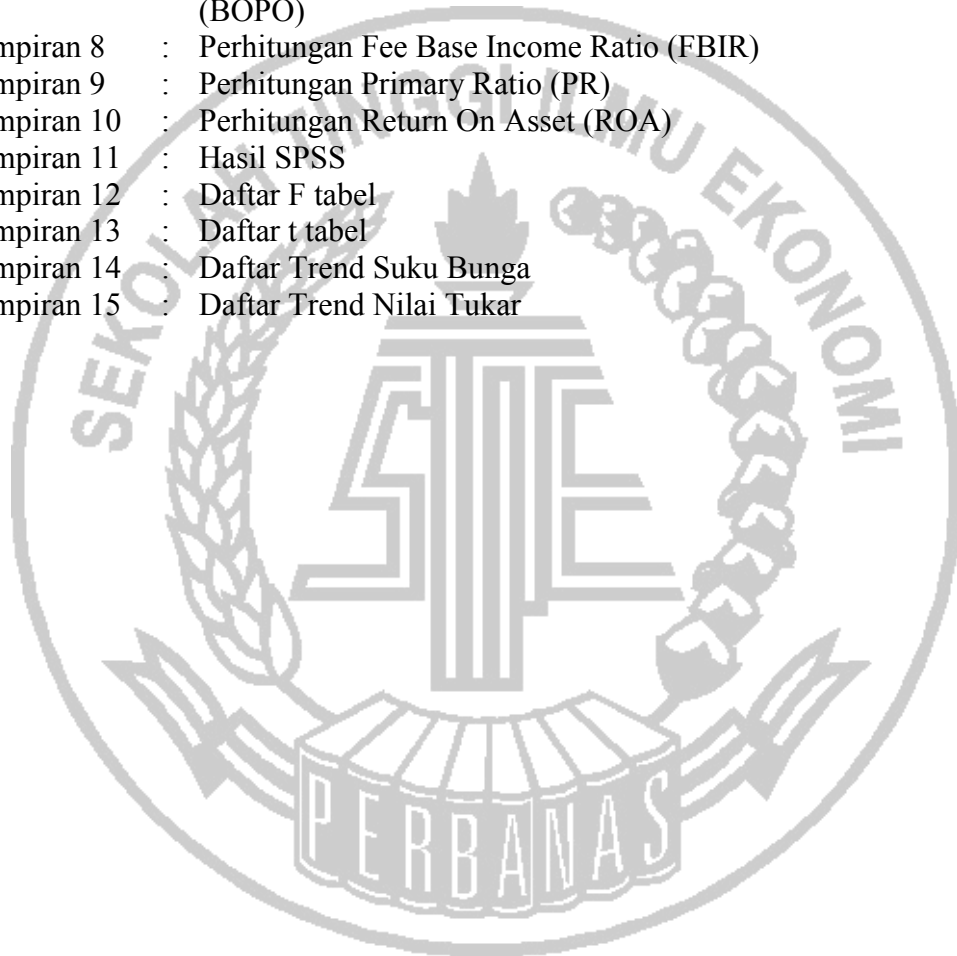 (BOPO)
mpiran 8 : Perhitungan Fee Base Income Ratio (FBIR)
mpiran 9 : Perhitungan Primary Ratio (PR)
mpiran 10 : Perhitungan Return On Asset (ROA)
mpiran 11 : Hasil SPSS
mpiran 12 : Daftar F tabel
mpiran 13 : Daftar t tabel
mpiran 14 : Daftar Trend Suku Bunga
mpiran 15 : Daftar Trend Nilai Tukar
SEKOLAH TINGGI ILMU EKONOMI
PERBANAS